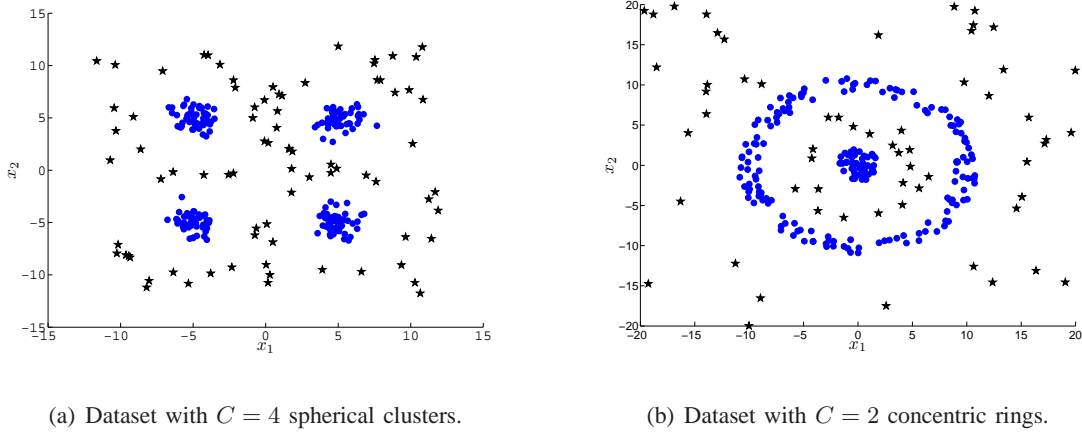 15
10
5
0
−5
−10
−15
−15 −10 −5 0 5 10 15
x₂
x₁
20
15
10
5
0
−5
−10
−15
−20
−20 −15 −10 −5 0 5 10 15 20
x₂
x₁
(a) Dataset with C = 4 spherical clusters.
(b) Dataset with C = 2 concentric rings.